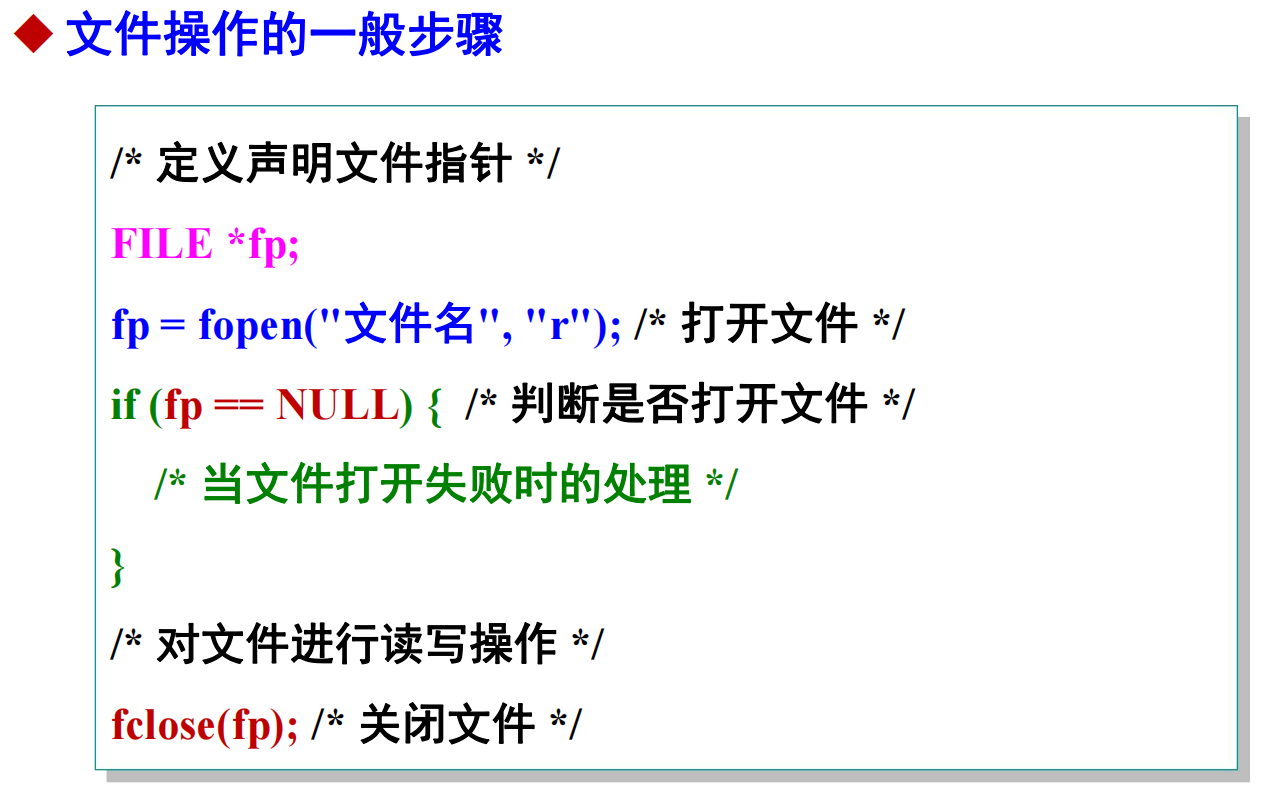 文件操作的一般步骤
/* 定义声明文件指针 */
FILE *fp;
fp = fopen("文件名", "r"); /* 打开文件 */
if (fp == NULL) { /* 判断是否打开文件 */
/* 当文件打开失败时的处理 */
}
/* 对文件进行读写操作 */
fclose(fp); /* 关闭文件 */